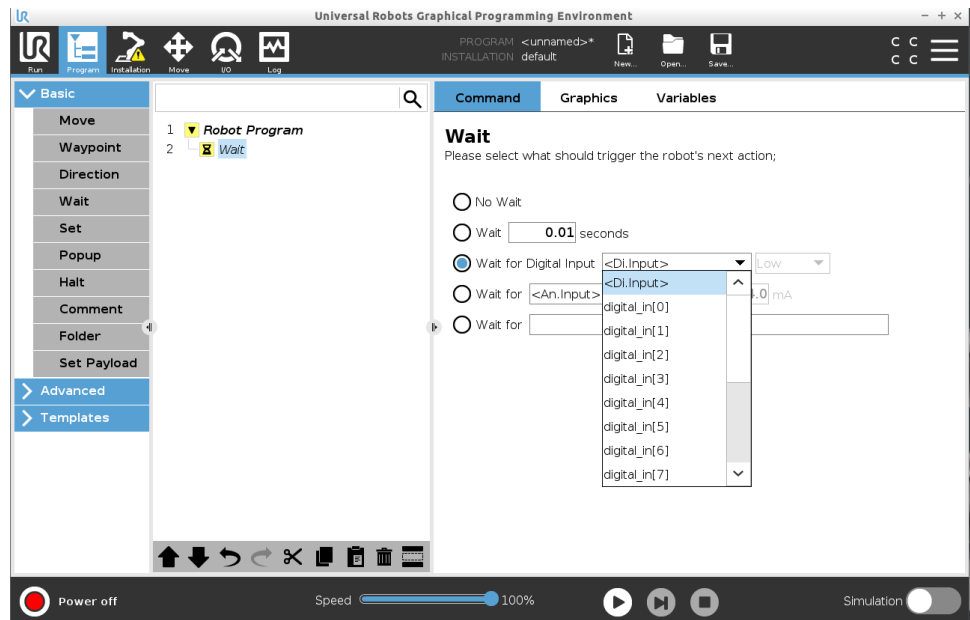 UR Universal Robots Graphical Programming Environment
UR PROGRAM <unnamed>* C C
INSTALLATION default C C
Run Program Installation Move I/O Log New... Open... Save...
Basic
Move
Waypoint
Direction
Wait
Set
Popup
Halt
Comment
Folder
Set Payload
Advanced
Templates
1 Robot Program
2 Wait
Command Graphics Variables
Wait
Please select what should trigger the robot's next action;
No Wait
Wait 0.01 seconds
Wait for Digital Input <Di.Input> Low
Wait for <An.Input> .0 mA
Wait for
<Di.Input>
digital_in[0]
digital_in[1]
digital_in[2]
digital_in[3]
digital_in[4]
digital_in[5]
digital_in[6]
digital_in[7]
Power off Speed 100% Simulation